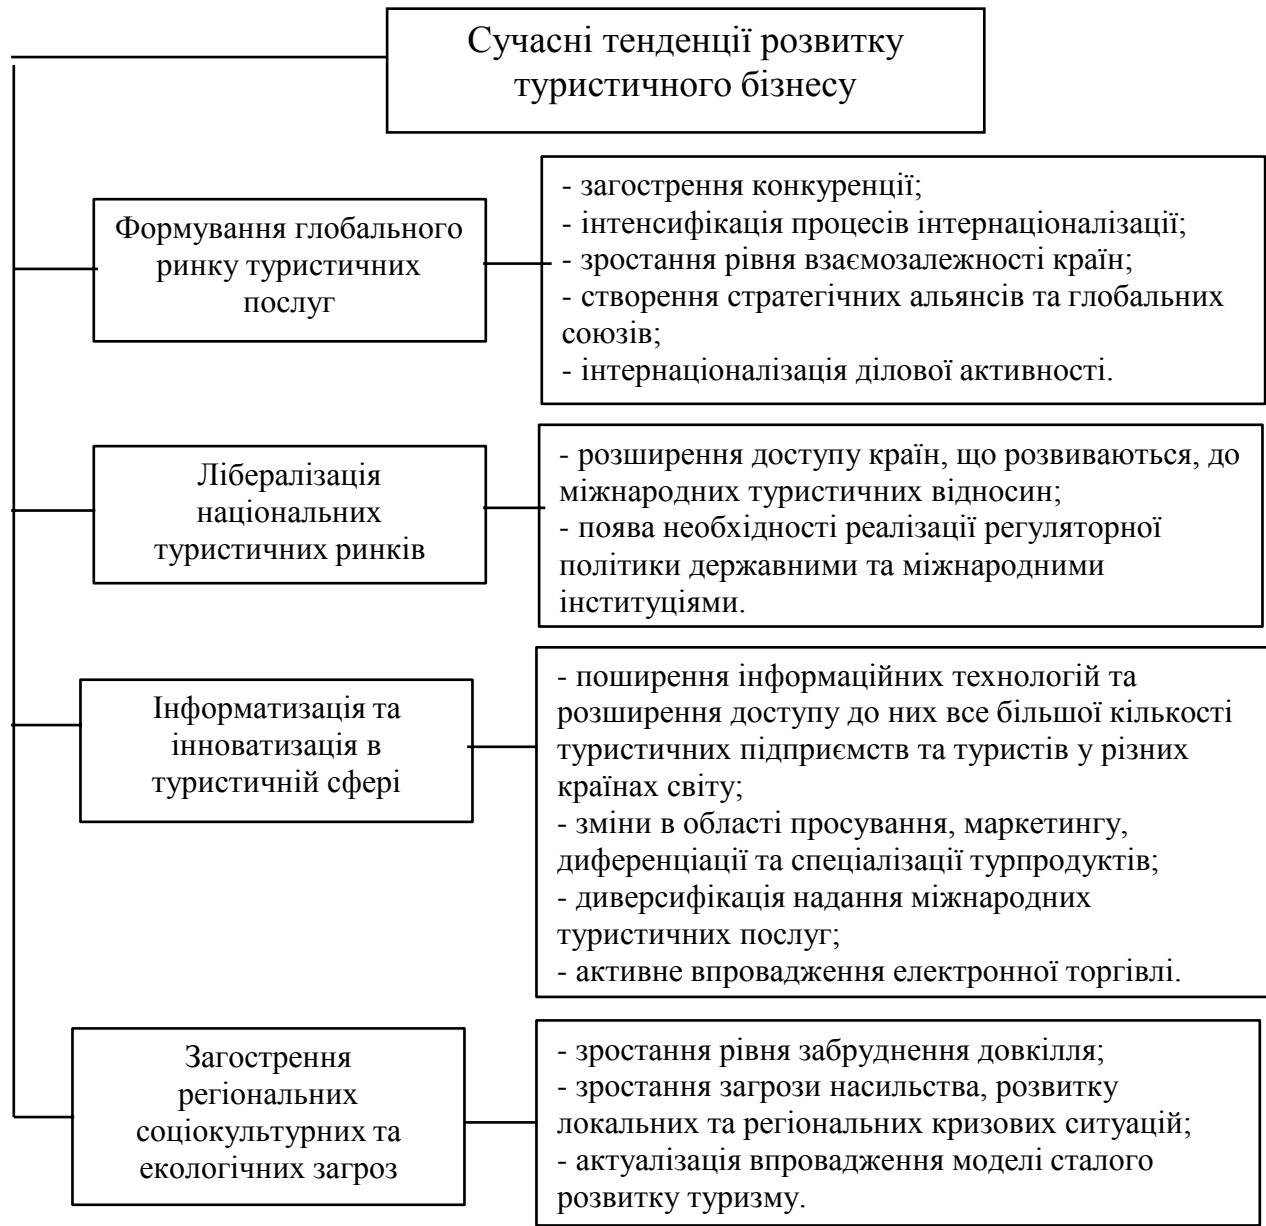 Сучасні тенденції розвитку
туристичного бізнесу
Формування глобального
ринку туристичних
послуг
- загострення конкуренції;
- інтенсифікація процесів інтернаціоналізації;
- зростання рівня взаємозалежності країн;
- створення стратегічних альянсів та глобальних
союзів;
- інтернаціоналізація ділової активності.
Лібералізація
національних
туристичних ринків
- розширення доступу країн, що розвиваються, до
міжнародних туристичних відносин;
- поява необхідності реалізації регуляторної
політики державними та міжнародними
інституціями.
Інформатизація та
інноватизація в
туристичній сфері
- поширення інформаційних технологій та
розширення доступу до них все більшої кількості
туристичних підприємств та туристів у різних
країнах світу;
- зміни в області просування, маркетингу,
диференціації та спеціалізації турпродуктів;
- диверсифікація надання міжнародних
туристичних послуг;
- активне впровадження електронної торгівлі.
Загострення
регіональних
соціокультурних та
екологічних загроз
- зростання рівня забруднення довкілля;
- зростання загрози насильства, розвитку
локальних та регіональних кризових ситуацій;
- актуалізація впровадження моделі сталого
розвитку туризму.